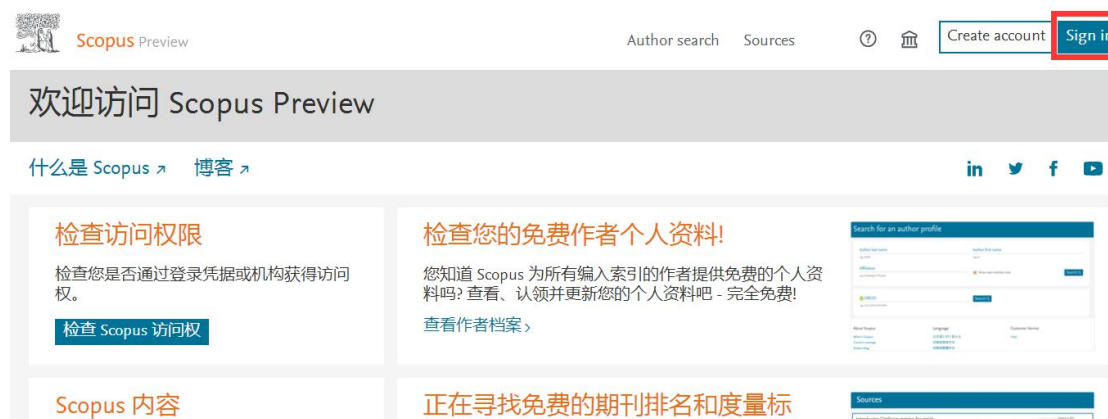 Scopus Preview
Author search Sources
Create account
Sign in
欢迎访问 Scopus Preview
什么是 Scopus
博客
检查访问权限
检查您是否通过登录凭据或机构获得访问
权。
检查 Scopus 访问权
检查您的免费作者个人资料!
您知道 Scopus 为所有编入索引的作者提供免费的个人资
料吗? 查看、认领并更新您的个人资料吧 - 完全免费!
查看作者档案
Search for an author profile
Scopus 内容
正在寻找免费的期刊排名和度量标
Sources